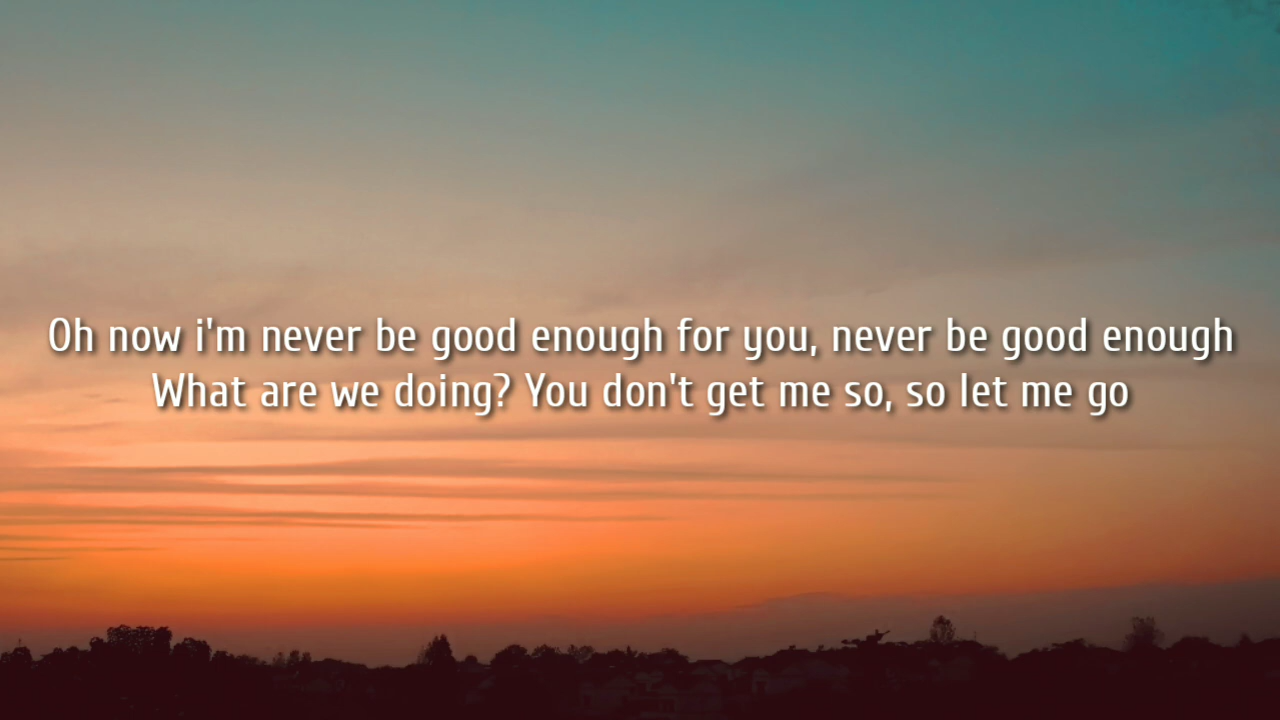 Oh now i'm never be good enough for you, never be good enough
What are we doing? You don't get me so, so let me go